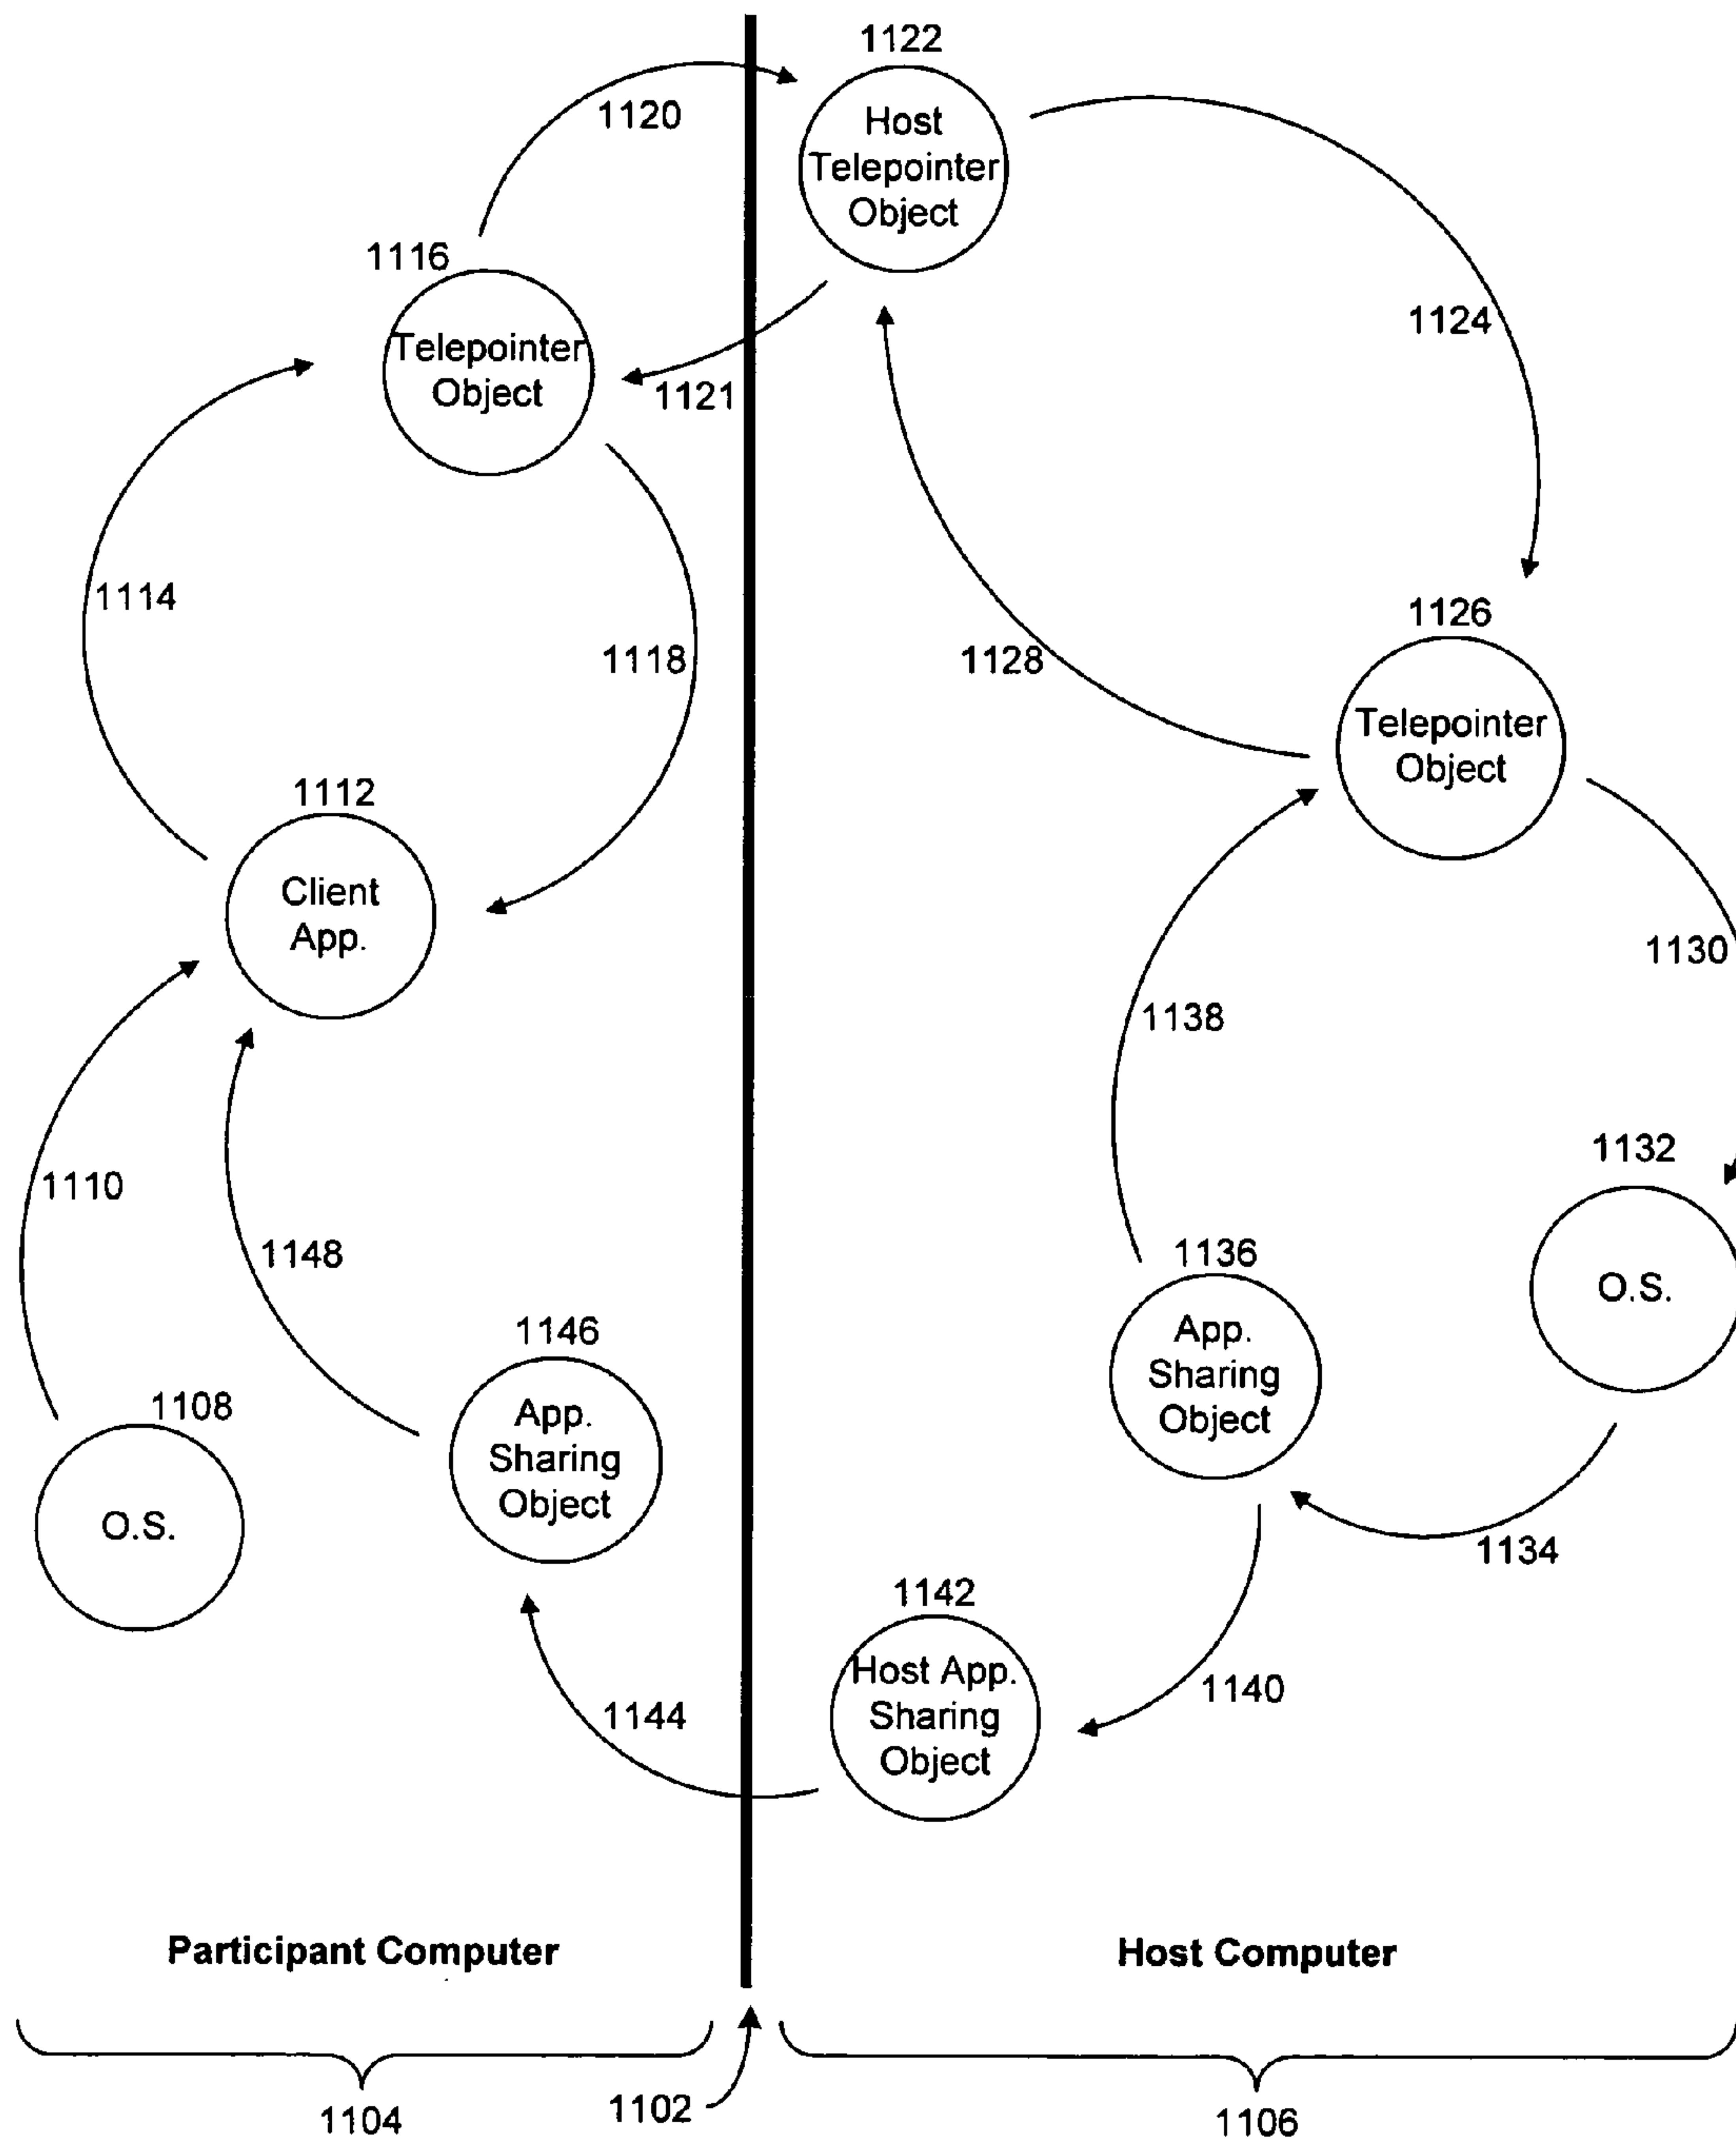 1122
Host
Telepointer
Object
1120
1116
Telepointer
Object
1121
1124
1114
1118
1128
1126
Telepointer
Object
1112
Client
App.
1130
1138
1110
1148
1132
O.S.
1136
App.
Sharing
Object
1146
App.
Sharing
Object
1108
O.S.
1134
1142
Host App.
Sharing
Object
1140
1144
Participant Computer
Host Computer
1104
1102
1106